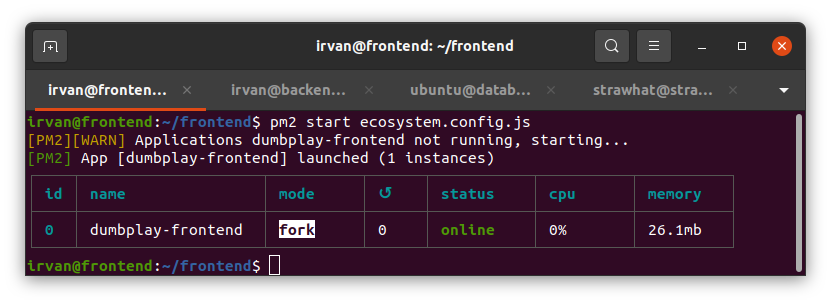 irvan@frontend: ~/frontend
irvan@fronten...
irvan@backen...
ubuntu@datab...
strawhat@stra...
irvan@frontend:~/frontend$ pm2 start ecosystem.config.js
[PM2][WARN] Applications dumbplay-frontend not running, starting...
[PM2] App [dumbplay-frontend] launched (1 instances)
id name mode ↺ status cpu memory
0 dumbplay-frontend fork 0 online 0% 26.1mb
irvan@frontend:~/frontend$